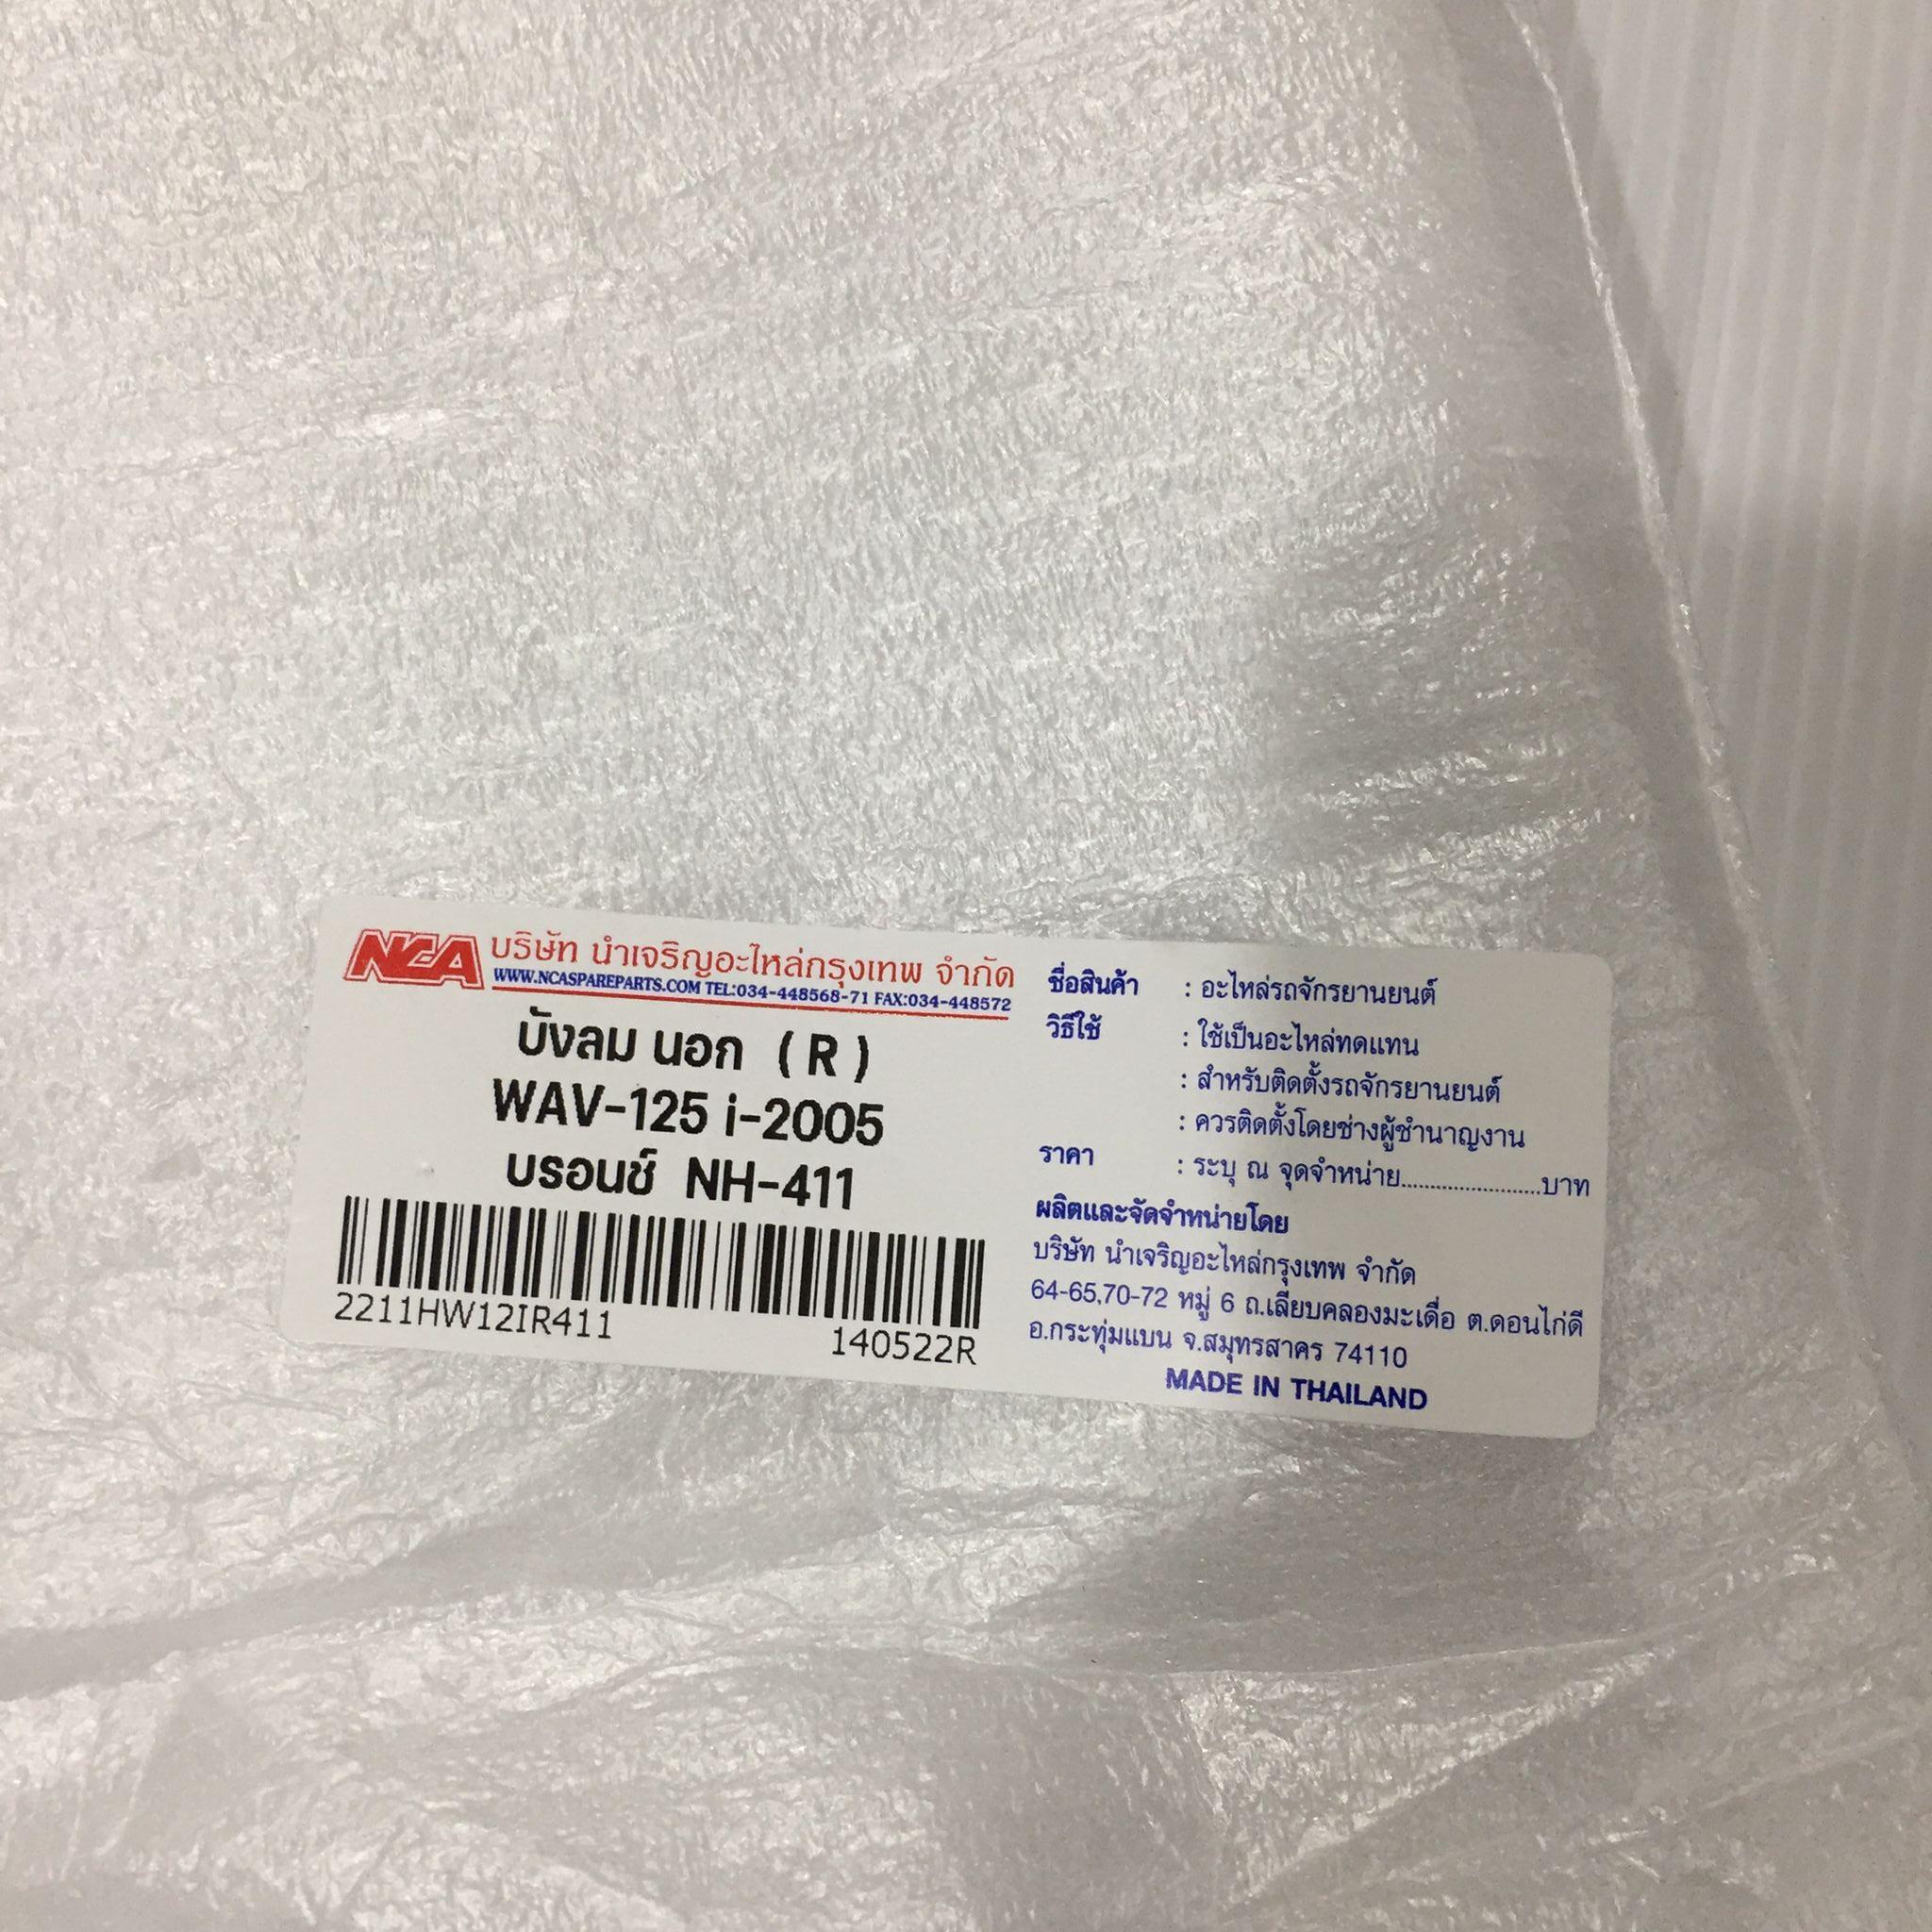 NCA บริษัท นำเจริญอะไหล่กรุงเทพ จำกัด
WWW.NCASPAREPARTS.COM TEL:034-448568-71 FAX:034-448572
บังลม นอก ( R )
WAV-125 i-2005
บรอนซ์ NH-411
2211HW12IR411 140522R
ชื่อสินค้า : อะไหล่รถจักรยานยนต์
วิธีใช้ : ใช้เป็นอะไหล่ทดแทน
: สำหรับติดตั้งรถจักรยานยนต์
: ควรติดตั้งโดยช่างผู้ชำนาญงาน
ราคา : ระบุ ณ จุดจำหน่าย........................บาท
ผลิตและจัดจำหน่ายโดย
บริษัท นำเจริญอะไหล่กรุงเทพ จำกัด
64-65,70-72 หมู่ 6 ถ.เลียบคลองมะเดื่อ ต.ดอนไก่ดี
อ.กระทุ่มแบน จ.สมุทรสาคร 74110
MADE IN THAILAND